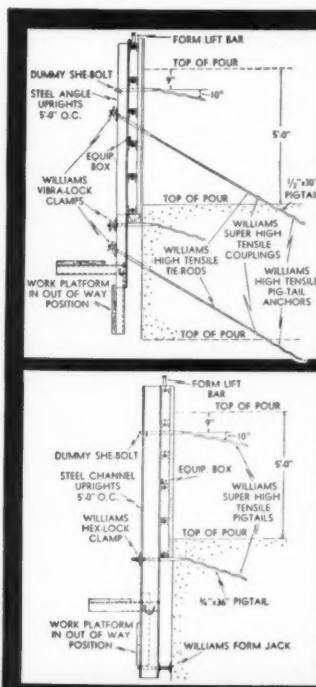 FORM LIFT BAR
TOP OF POUR
DUMMY SHE-BOLT
9"
10"
STEEL ANGLE
UPRIGHTS
5'-0" O.C.
5'-0"
EQUIP.
BOX
WILLIAMS
VIBRA-LOCK
CLAMPS
½"x30"
PIGTAIL
TOP OF POUR
WILLIAMS
HIGH TENSILE
TIE-RODS
WILLIAMS
SUPER HIGH
TENSILE
COUPLINGS
WILLIAMS
HIGH TENSILE
PIG-TAIL
ANCHORS
WORK PLATFORM
IN OUT OF WAY
POSITION
TOP OF POUR
FORM LIFT
BAR
TOP OF POUR
9"
10"
DUMMY SHE-BOLT
STEEL CHANNEL
UPRIGHTS
5'-0" O.C.
EQUIP. BOX
5'-0"
WILLIAMS
SUPER HIGH
TENSILE
PIGTAILS
WILLIAMS
HEX-LOCK
CLAMP
TOP OF POUR
¾"x36" PIGTAIL
WORK PLATFORM
IN OUT OF WAY
POSITION
WILLIAMS FORM JACK